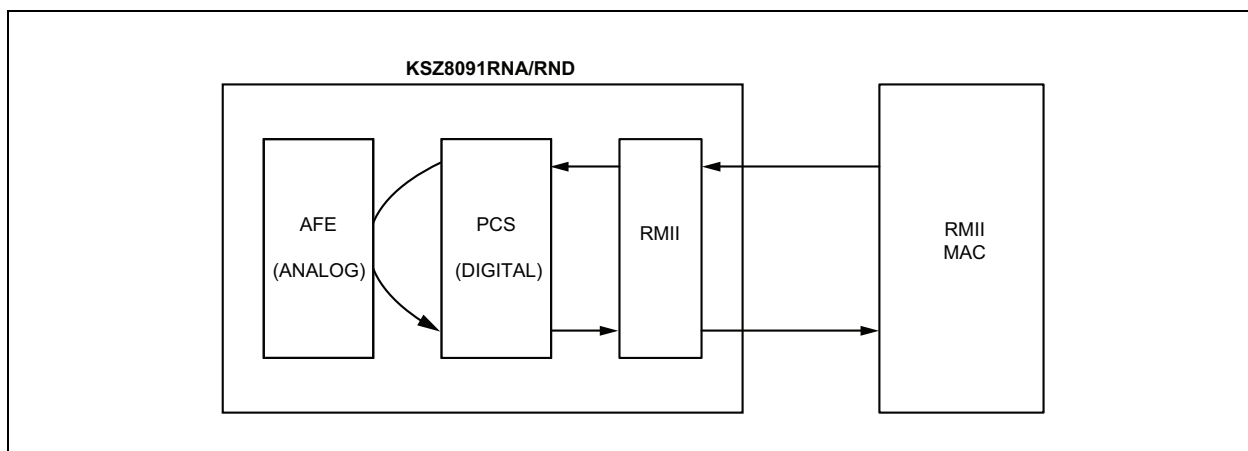 KSZ8091RNA/RND
AFE
(ANALOG)
PCS
(DIGITAL)
RMII
RMII
MAC